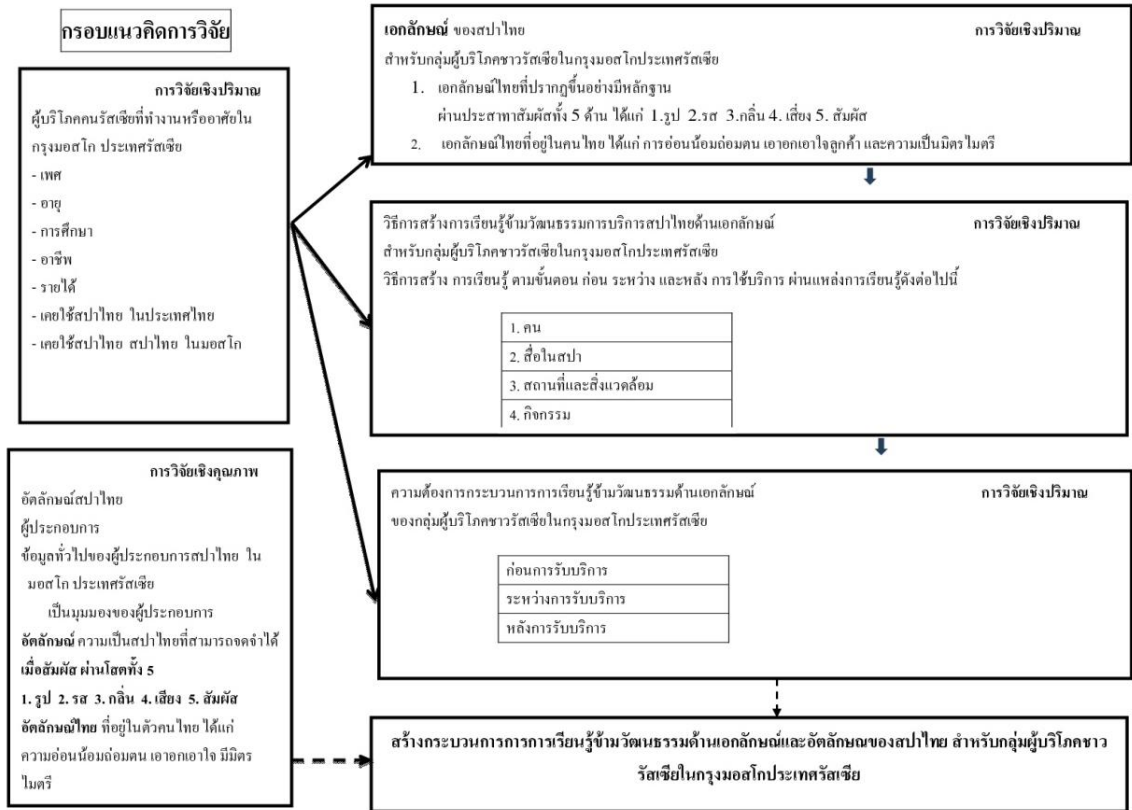 กรอบแนวคิดการวิจัย
การวิจัยเชิงปริมาณ
ผู้บริโภคคนรัสเซียที่ทำงานหรืออาศัยใน
กรุงมอสโก ประเทศรัสเซีย
- เพศ
- อายุ
- การศึกษา
- อาชีพ
- รายได้
- เคยใช้สปาไทย ในประเทศไทย
- เคยใช้สปาไทย สปาไทย ในมอสโก
การวิจัยเชิงคุณภาพ
อัตลักษณ์สปาไทย
ผู้ประกอบการ
ข้อมูลทั่วไปของผู้ประกอบการสปาไทย ใน
มอสโก ประเทศรัสเซีย
เป็นมุมมองของผู้ประกอบการ
อัตลักษณ์ ความเป็นสปาไทยที่สามารถจดจำได้
เมื่อสัมผัส ผ่านโสตทั้ง 5
1. รูป 2. รส 3. กลิ่น 4. เสียง 5. สัมผัส
อัตลักษณ์ไทย ที่อยู่ในตัวคนไทย ได้แก่
ความอ่อนน้อมถ่อมตน เอาอกเอาใจ มีมิตร
ไมตรี
เอกลักษณ์ ของสปาไทย การวิจัยเชิงปริมาณ
สำหรับกลุ่มผู้บริโภคชาวรัสเซียในกรุงมอสโกประเทศรัสเซีย
1. เอกลักษณ์ไทยที่ปรากฏขึ้นอย่างมีหลักฐาน
ผ่านประสาทาสัมผัสทั้ง 5 ด้าน ได้แก่ 1.รูป 2.รส 3.กลิ่น 4. เสี่ยง 5. สัมผัส
2. เอกลักษณ์ไทยที่อยู่ในคนไทย ได้แก่ การอ่อนน้อมถ่อมตน เอาอกเอาใจลูกค้า และความเป็นมิตรไมตรี
วิธีการสร้างการเรียนรู้ข้ามวัฒนธรรมการบริการสปาไทยด้านเอกลักษณ์ การวิจัยเชิงปริมาณ
สำหรับกลุ่มผู้บริโภคชาวรัสเซียในกรุงมอสโกประเทศรัสเซีย
วิธีการสร้าง การเรียนรู้ ตามขั้นตอน ก่อน ระหว่าง และหลัง การใช้บริการ ผ่านแหล่งการเรียนรู้ดังต่อไปนี้
1. คน
2. สื่อในสปา
3. สถานที่และสิ่งแวดล้อม
4. กิจกรรม
ความต้องการกระบวนการการเรียนรู้ข้ามวัฒนธรรมด้านเอกลักษณ์ การวิจัยเชิงปริมาณ
ของกลุ่มผู้บริโภคชาวรัสเซียในกรุงมอสโกประเทศรัสเซีย
ก่อนการรับบริการ
ระหว่างการรับบริการ
หลังการรับบริการ
สร้างกระบวนการการการเรียนรู้ข้ามวัฒนธรรมด้านเอกลักษณ์และอัตลักษณของสปาไทย สำหรับกลุ่มผู้บริโภคชาว
รัสเซียในกรุงมอสโกประเทศรัสเซีย